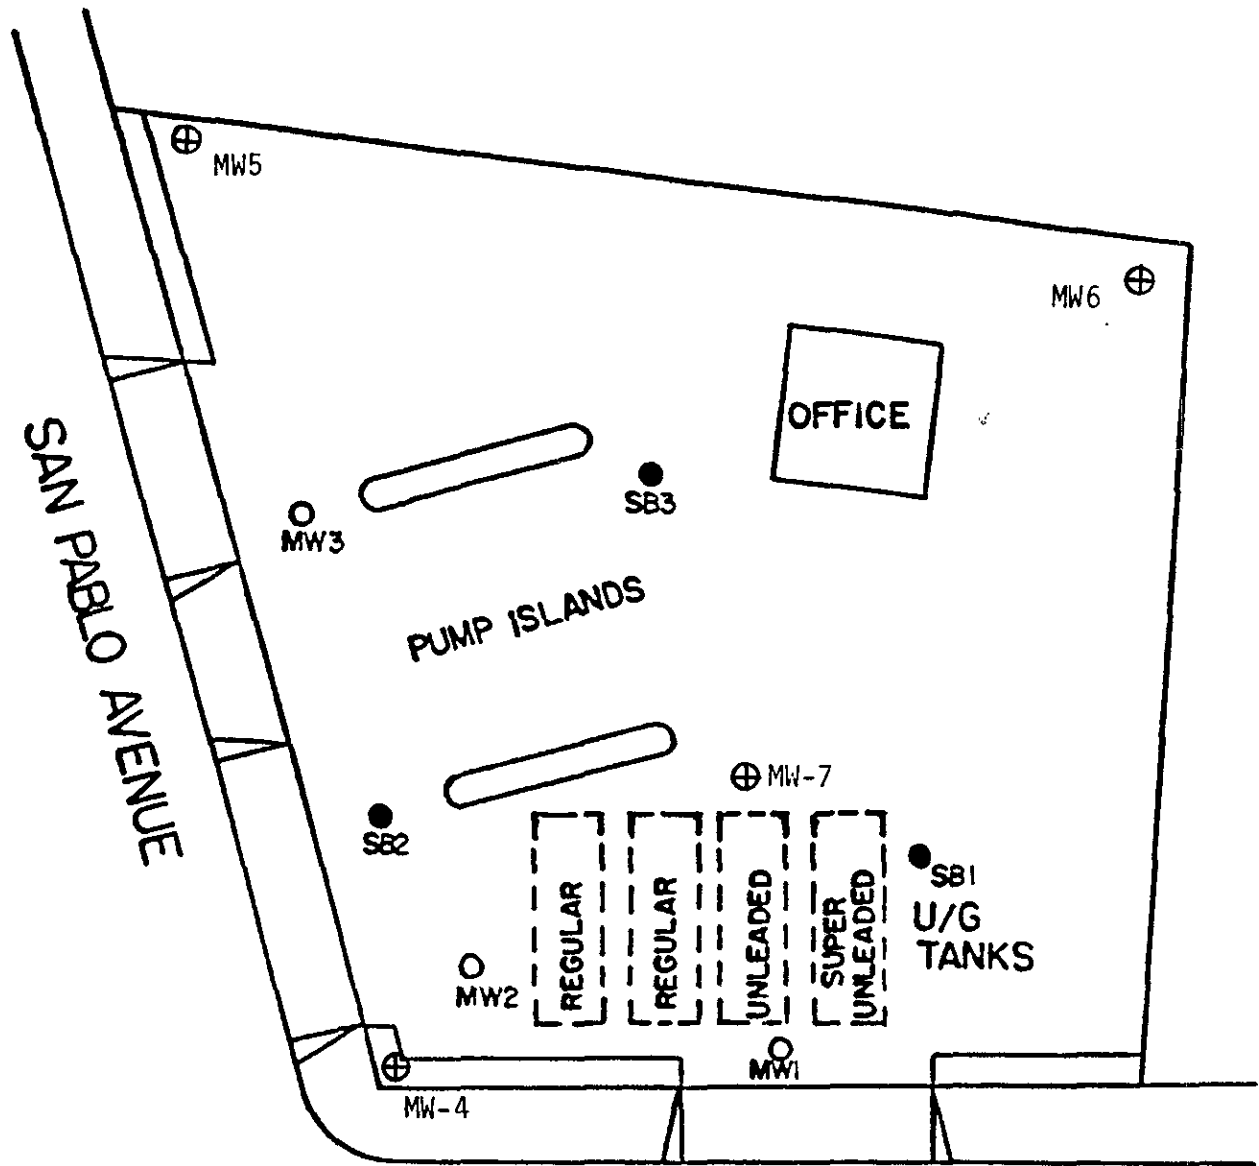 MW5
MW6
OFFICE
SAN PABLO AVENUE
SB3
MW3
PUMP ISLANDS
MW-7
SB2
SB1
U/G
TANKS
REGULAR
REGULAR
UNLEADED
SUPER
UNLEADED
MW2
MW1
MW-4